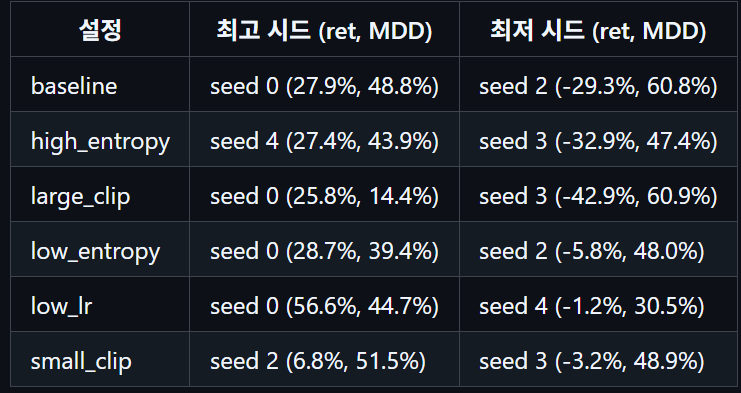 설정 최고 시드 (ret, MDD) 최저 시드 (ret, MDD)
baseline seed 0 (27.9%, 48.8%) seed 2 (-29.3%, 60.8%)
high_entropy seed 4 (27.4%, 43.9%) seed 3 (-32.9%, 47.4%)
large_clip seed 0 (25.8%, 14.4%) seed 3 (-42.9%, 60.9%)
low_entropy seed 0 (28.7%, 39.4%) seed 2 (-5.8%, 48.0%)
low_lr seed 0 (56.6%, 44.7%) seed 4 (-1.2%, 30.5%)
small_clip seed 2 (6.8%, 51.5%) seed 3 (-3.2%, 48.9%)